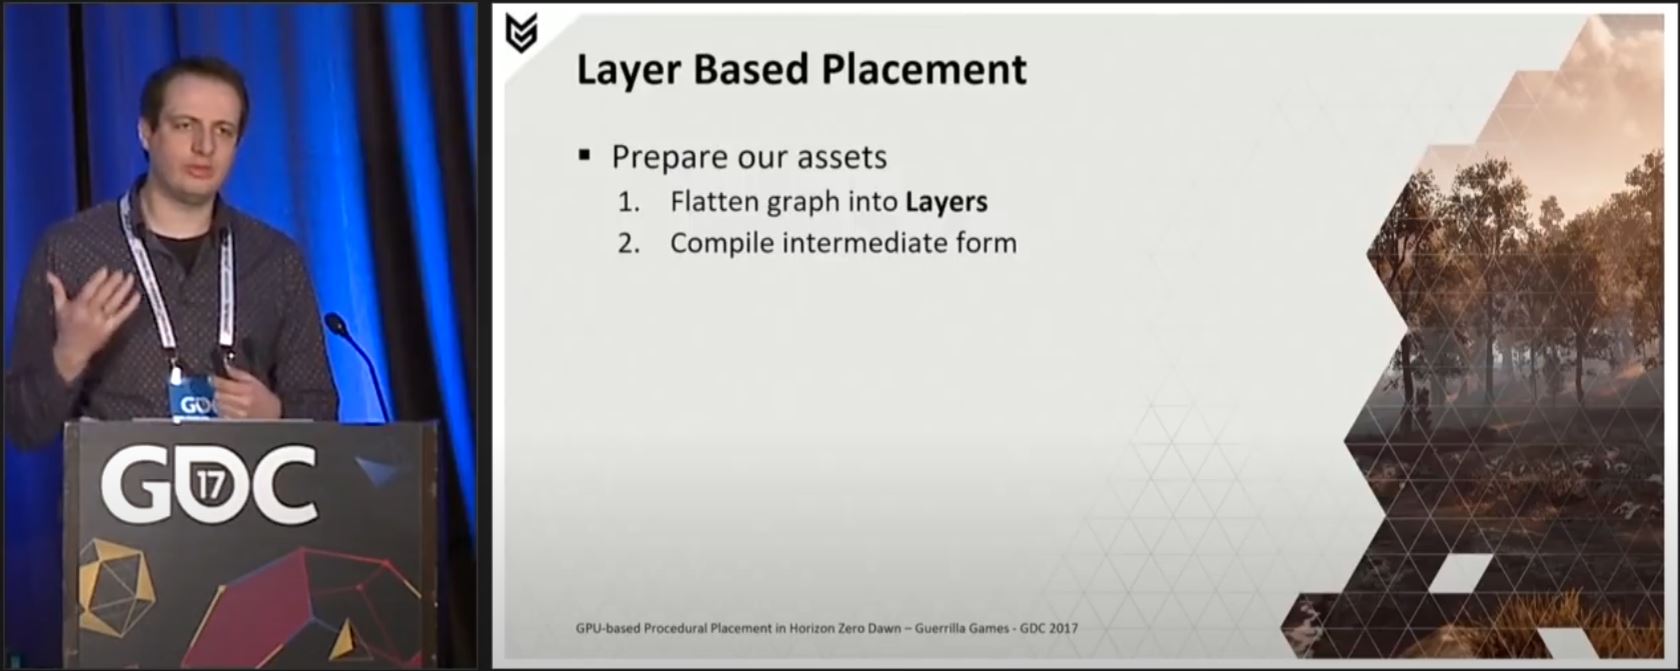 Layer Based Placement
▪ Prepare our assets
1. Flatten graph into Layers
2. Compile intermediate form
GPU-based Procedural Placement in Horizon Zero Dawn – Guerrilla Games - GDC 2017
GDC
17